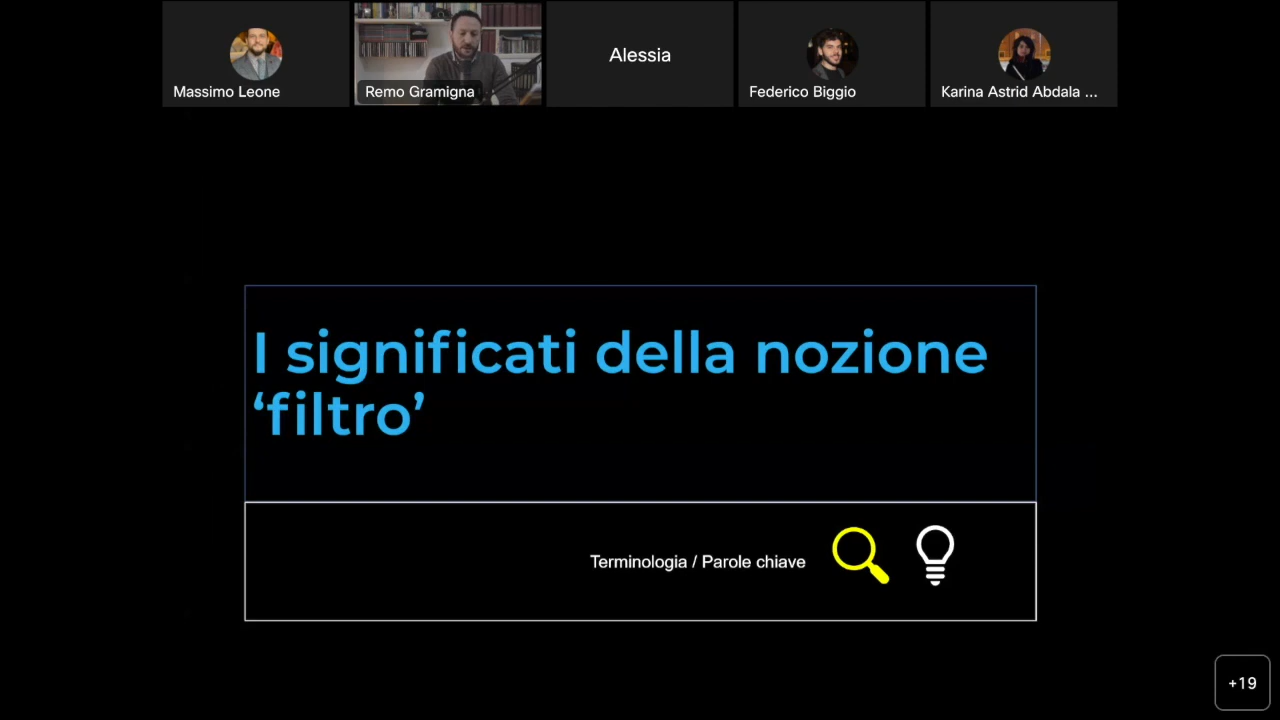 Massimo Leone
Remo Gramigna
Alessia
Federico Biggio
Karina Astrid Abdala ...
I significati della nozione
‘filtro’
Terminologia / Parole chiave
+19